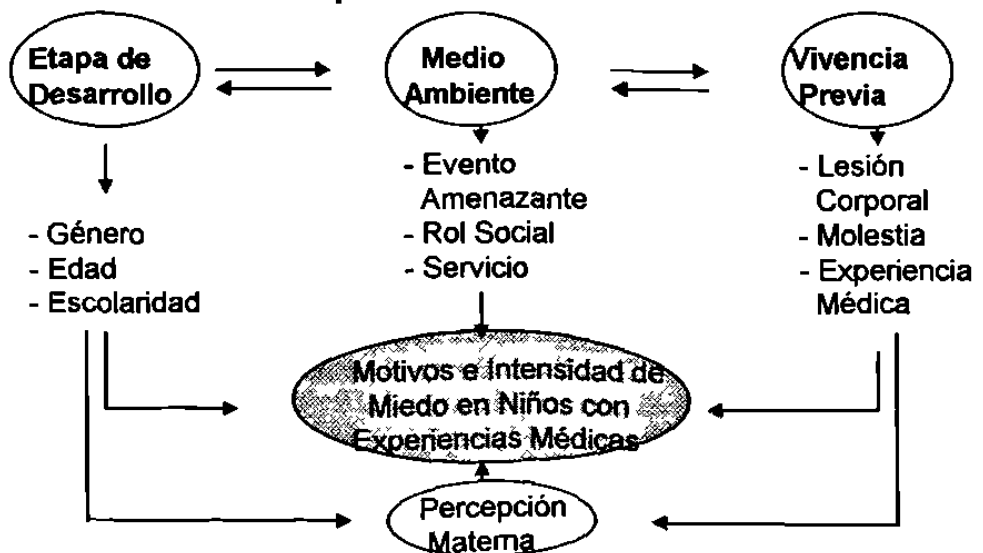 Etapa de
Desarrollo
Medio
Ambiente
Vivencia
Previa
- Género
- Edad
- Escolaridad
- Evento
Amenazante
- Rol Social
- Servicio
- Lesión
Corporal
- Molestia
- Experiencia
Médica
Motivos e Intensidad de
Miedo en Niños con
Experiencias Médicas
Percepción
Materna